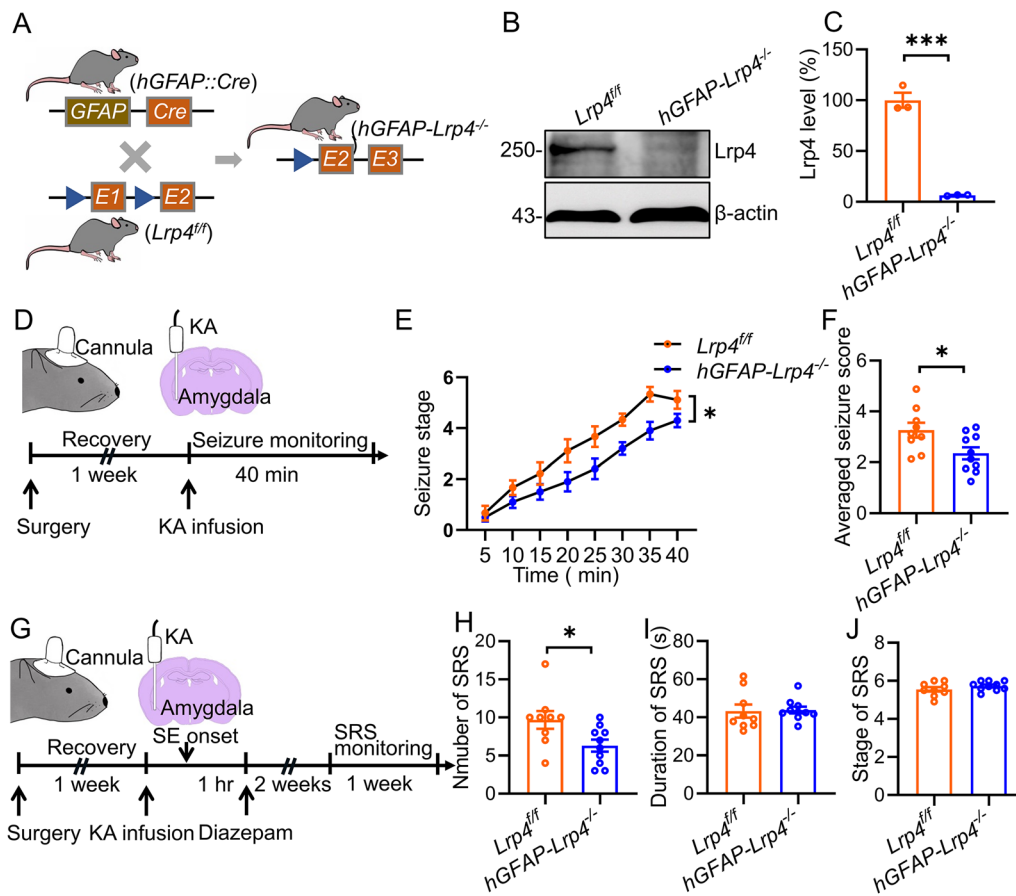 A
(hGFAP::Cre)
GFAP
Cre
(hGFAP-Lrp4-/-
E2
E3
E1
E2
(Lrp4f/f)
B
Lrp4f/f
hGFAP-Lrp4-/-
250-
Lrp4
43-
β-actin
C
***
Lrp4 level (%)
150
100
50
0
Lrp4f/f
hGFAP-Lrp4-/-
D
Cannula
KA
Amygdala
Recovery
Seizure monitoring
1 week
40 min
Surgery
KA infusion
E
Lrp4f/f
hGFAP-Lrp4-/-
Seizure stage
6
4
2
0
*
5 10 15 20 25 30 35 40
Time ( min)
F
*
Averaged seizure score
6
4
2
0
Lrp4f/f
hGFAP-Lrp4-/-
G
Cannula
KA
Amygdala
SE onset
Recovery
SRS
monitoring
1 week
1 hr
2 weeks
1 week
Surgery
KA infusion
Diazepam
H
*
Nmuber of SRS
20
15
10
5
0
Lrp4f/f
hGFAP-Lrp4-/-
I
Duration of SRS (s)
80
60
40
20
0
Lrp4f/f
hGFAP-Lrp4-/-
J
Stage of SRS
8
6
4
2
0
Lrp4f/f
hGFAP-Lrp4-/-